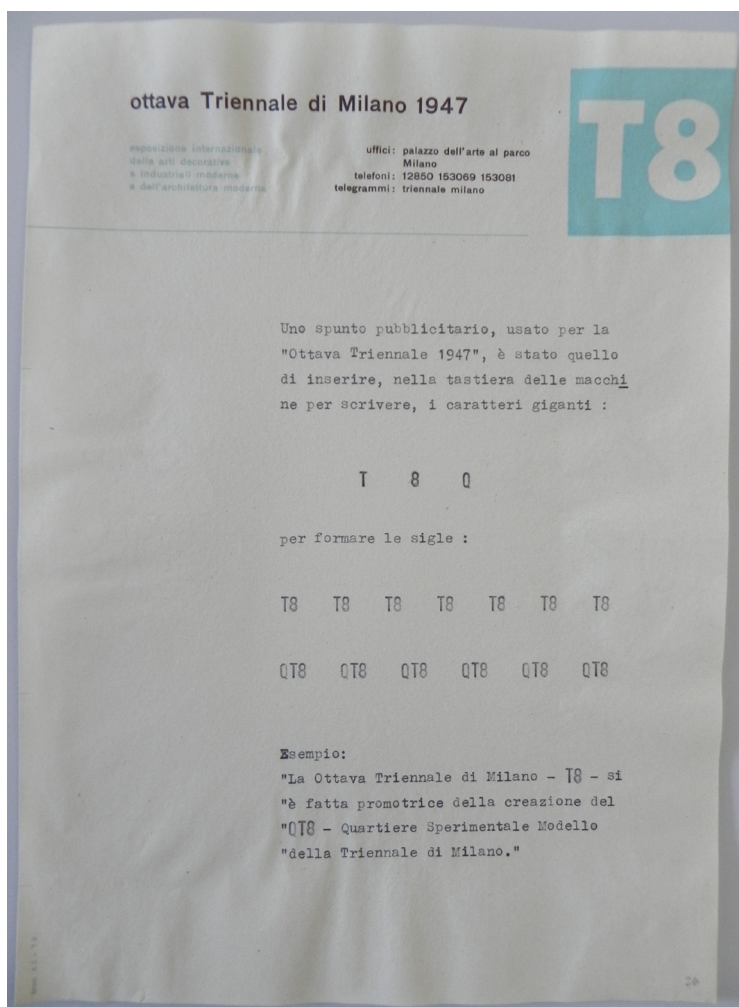 ottava Triennale di Milano 1947
T8
esposizione internazionale
delle arti decorative
e industriali moderne
e dell'architettura moderna
uffici: palazzo dell'arte al parco
Milano
telefoni: 12850 153069 153081
telegrammi: triennale milano
Uno spunto pubblicitario, usato per la
"Ottava Triennale 1947", è stato quello
di inserire, nella tastiera delle macchi
ne per scrivere, i caratteri giganti :
T 8 Q
per formare le sigle :
T8 T8 T8 T8 T8 T8 T8
QT8 QT8 QT8 QT8 QT8 QT8
Esempio:
"La Ottava Triennale di Milano - T8 - si
"è fatta promotrice della creazione del
"QT8 - Quartiere Sperimentale Modello
"della Triennale di Milano."